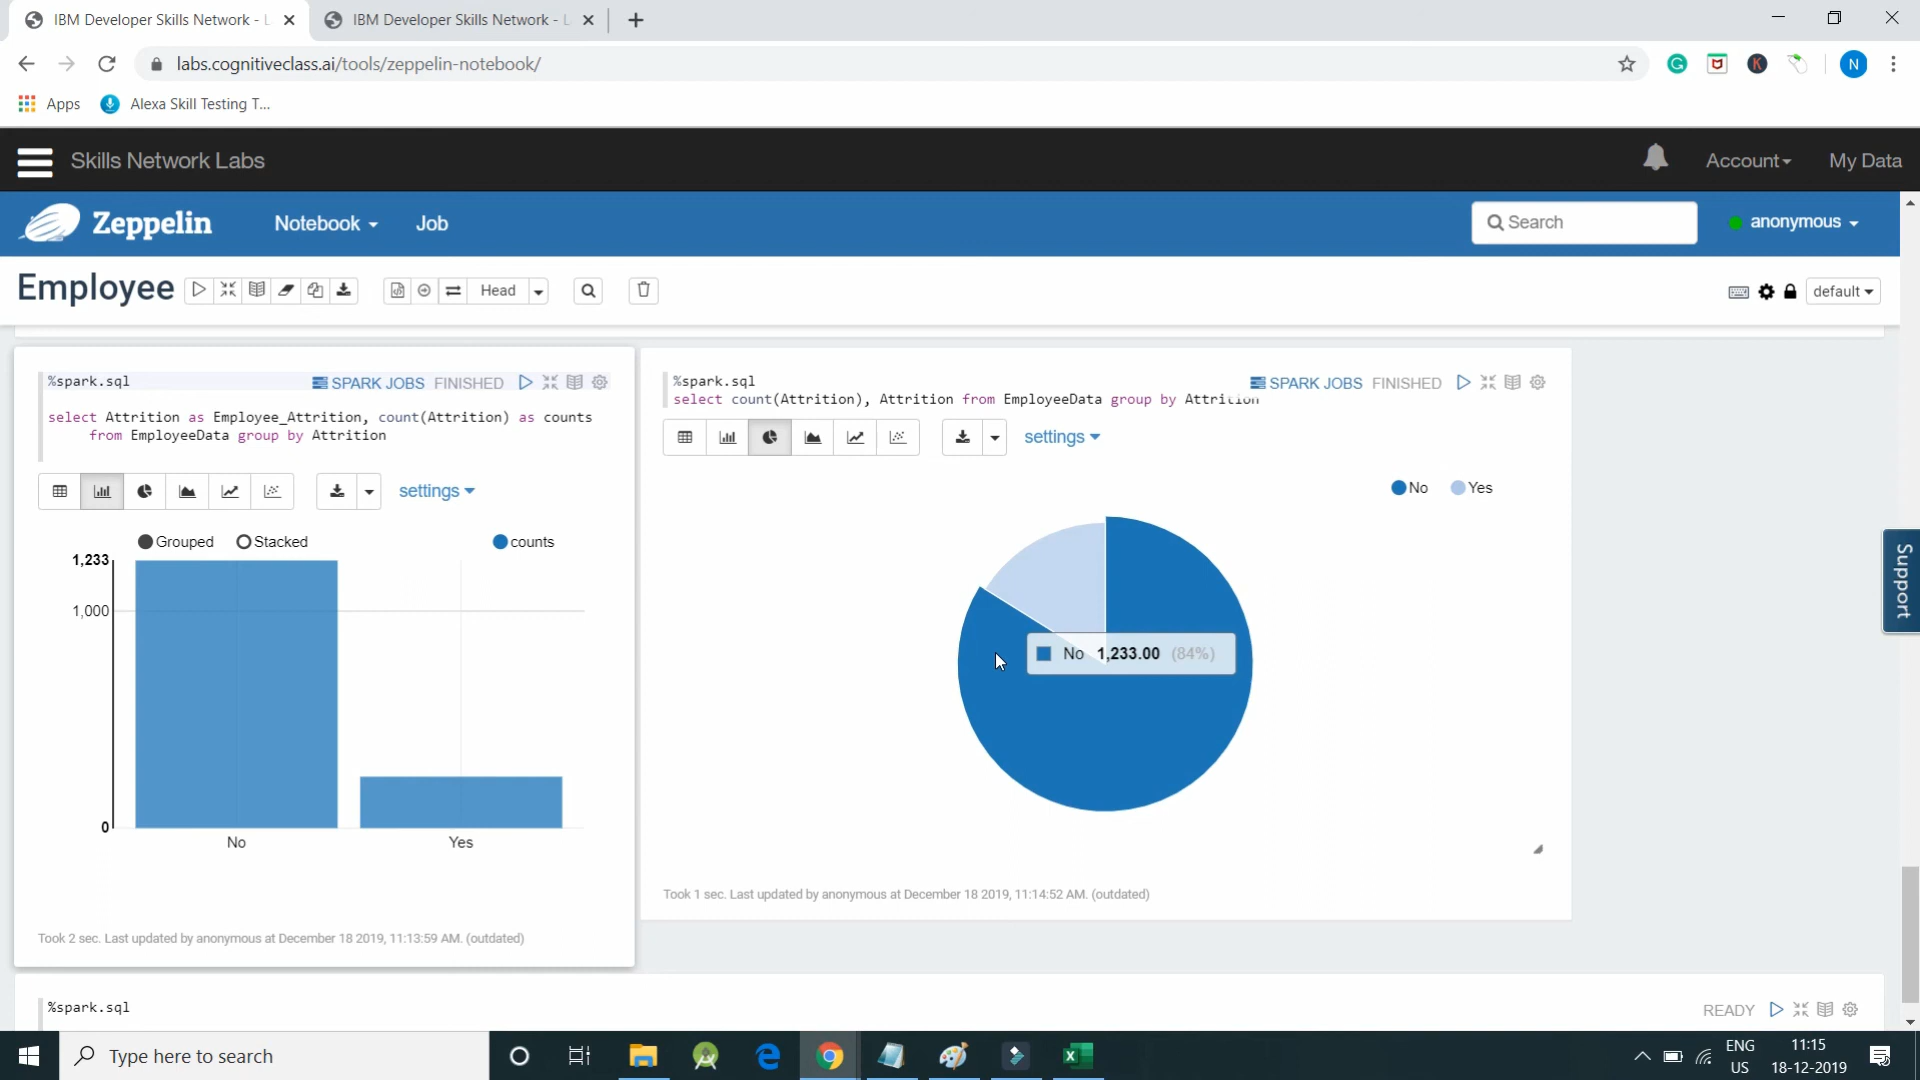 IBM Developer Skills Network - L
IBM Developer Skills Network - L
labs.cognitiveclass.ai/tools/zeppelin-notebook/
N
Apps
Alexa Skill Testing T...
Skills Network Labs
Account
My Data
Zeppelin
Notebook
Job
Search
anonymous
Employee
Head
default
%spark.sql
SPARK JOBS FINISHED
select Attrition as Employee_Attrition, count(Attrition) as counts
from EmployeeData group by Attrition
settings
Grouped
Stacked
counts
1,233
1,000
0
No
Yes
Took 2 sec. Last updated by anonymous at December 18 2019, 11:13:59 AM. (outdated)
%spark.sql
SPARK JOBS FINISHED
select count(Attrition), Attrition from EmployeeData group by Attrition
settings
No
Yes
No 1,233.00 (84%)
Took 1 sec. Last updated by anonymous at December 18 2019, 11:14:52 AM. (outdated)
Support
%spark.sql
READY
Type here to search
ENG
US
11:15
18-12-2019